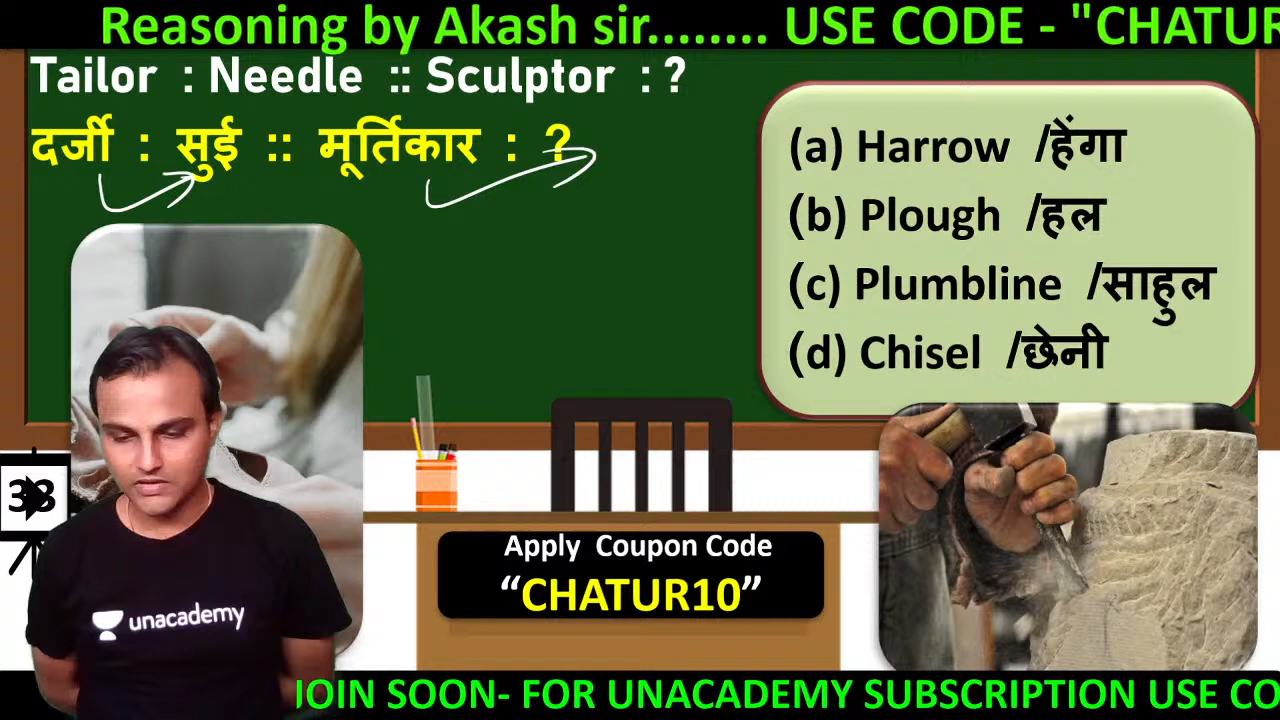 Reasoning by Akash sir........ USE CODE - "CHATUR
Tailor : Needle :: Sculptor : ?
दर्जी : सुई :: मूर्तिकार : ?
(a) Harrow /हेंगा
(b) Plough /हल
(c) Plumbline /साहुल
(d) Chisel /छेनी
Apply Coupon Code
“CHATUR10”
unacademy
JOIN SOON- FOR UNACADEMY SUBSCRIPTION USE CO